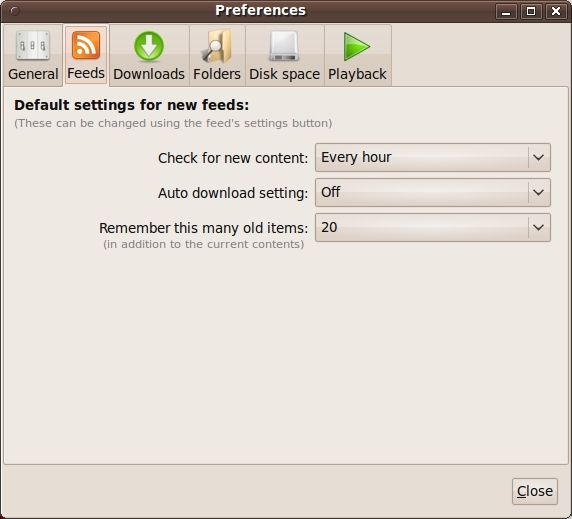 Preferences
General Feeds Downloads Folders Disk space Playback
Default settings for new feeds:
(These can be changed using the feed's settings button)
Check for new content: Every hour
Auto download setting: Off
Remember this many old items: 20
(in addition to the current contents)
Close